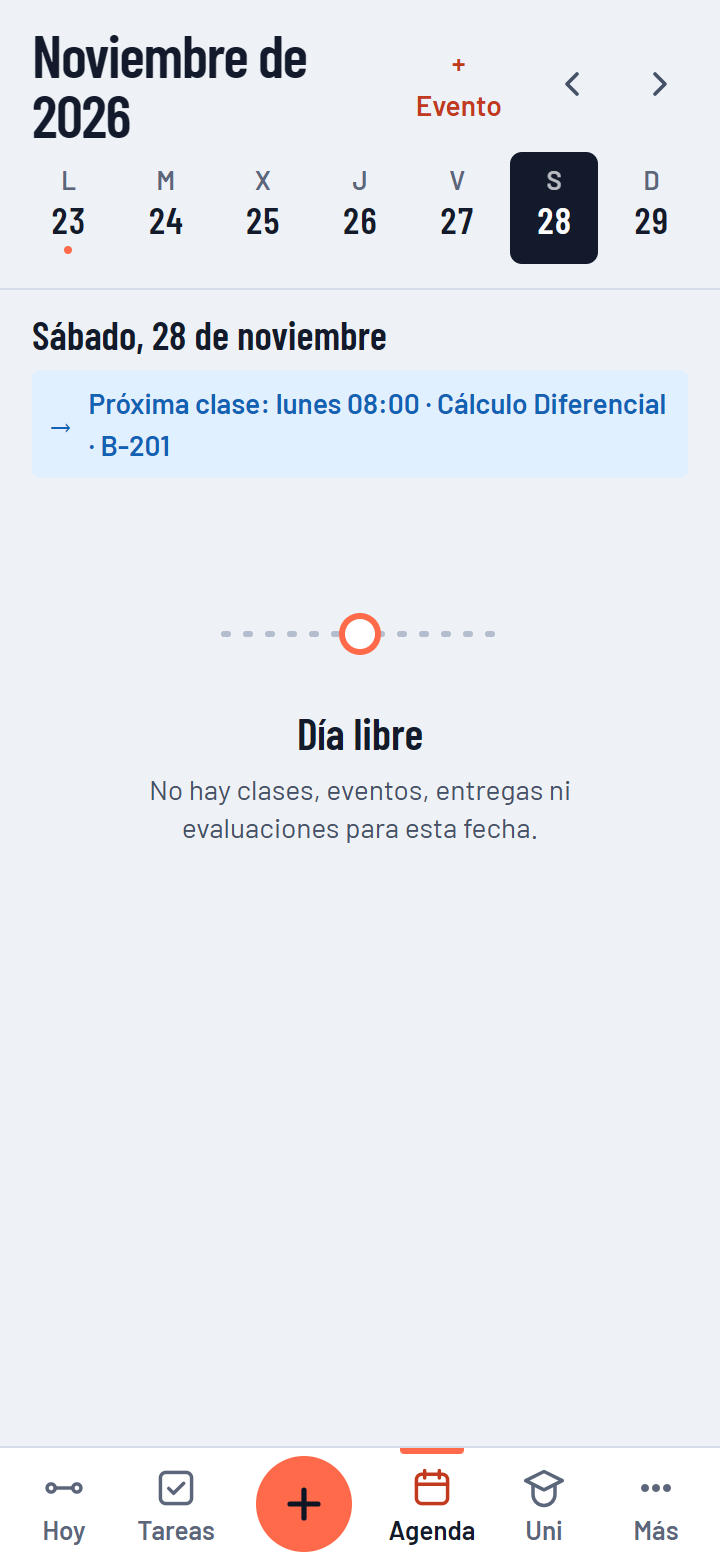 Noviembre de
2026
+
Evento
L M X J V S D
23 24 25 26 27 28 29
Sábado, 28 de noviembre
→ Próxima clase: lunes 08:00 · Cálculo Diferencial
· B-201
Día libre
No hay clases, eventos, entregas ni
evaluaciones para esta fecha.
Hoy Tareas Agenda Uni Más